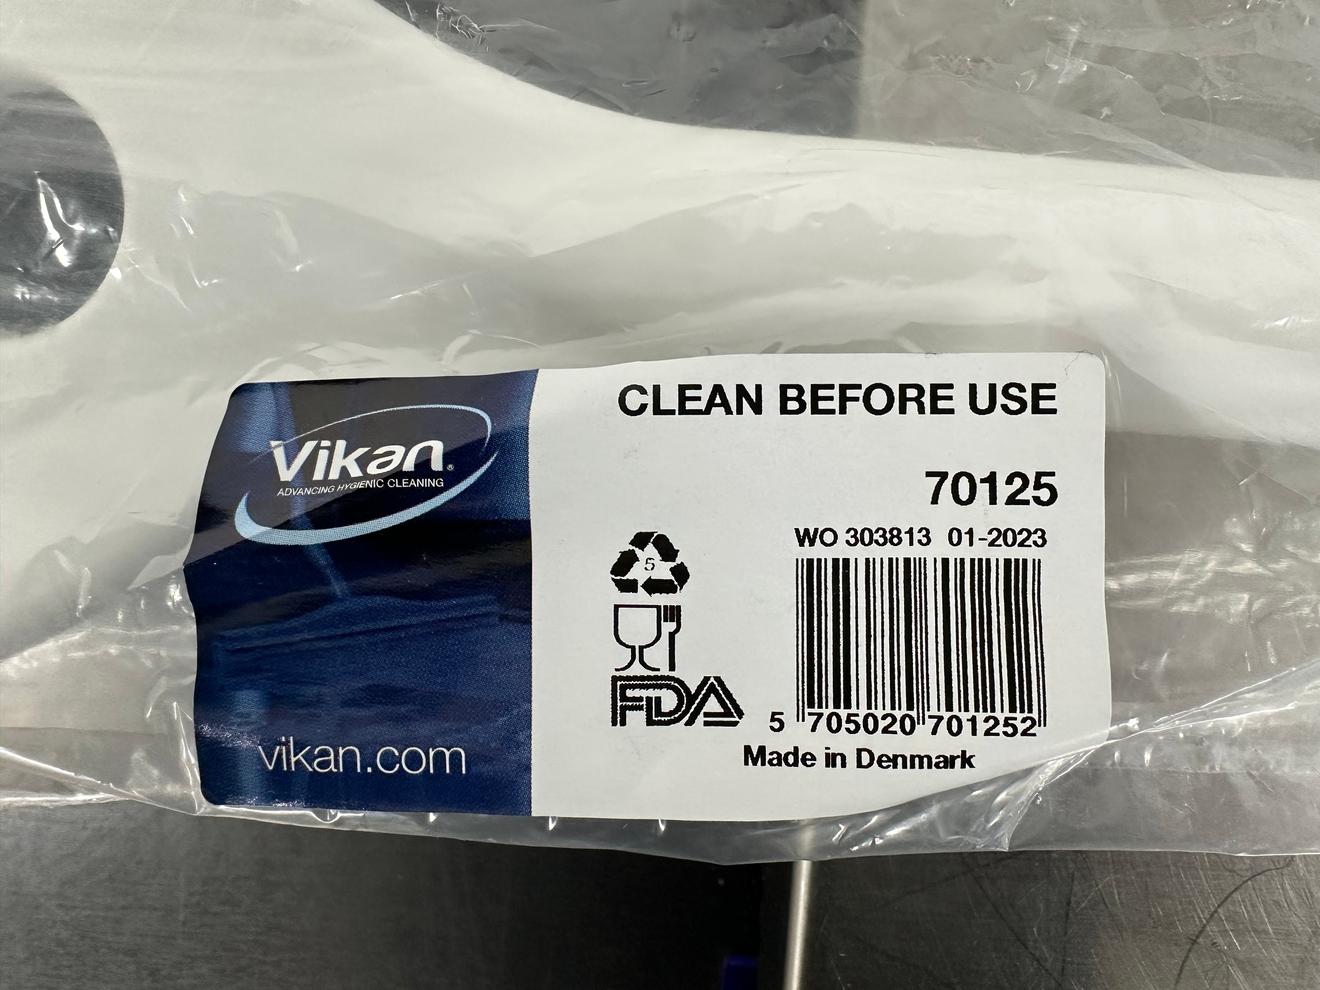 Vikan®
ADVANCING HYGIENIC CLEANING
vikan.com
CLEAN BEFORE USE
70125
WO 303813 01-2023
5
FDA
5 705020 701252
Made in Denmark